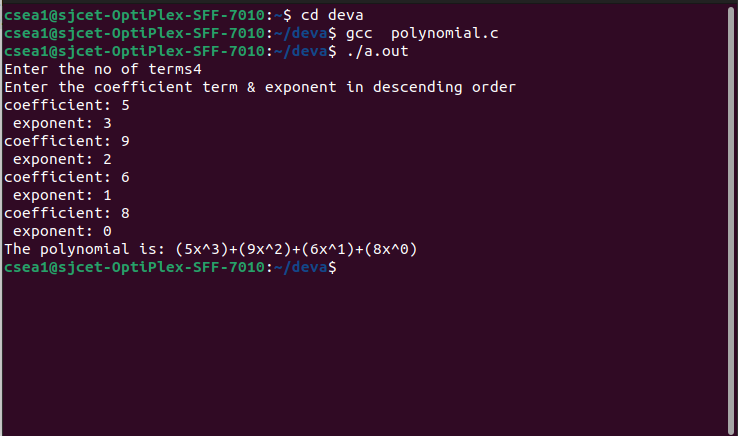 csea1@sjcet-OptiPlex-SFF-7010:~$ cd deva
csea1@sjcet-OptiPlex-SFF-7010:~/deva$ gcc  polynomial.c
csea1@sjcet-OptiPlex-SFF-7010:~/deva$ ./a.out
Enter the no of terms4
Enter the coefficient term & exponent in descending order
coefficient: 5
 exponent: 3
coefficient: 9
 exponent: 2
coefficient: 6
 exponent: 1
coefficient: 8
 exponent: 0
The polynomial is: (5x^3)+(9x^2)+(6x^1)+(8x^0)
csea1@sjcet-OptiPlex-SFF-7010:~/deva$